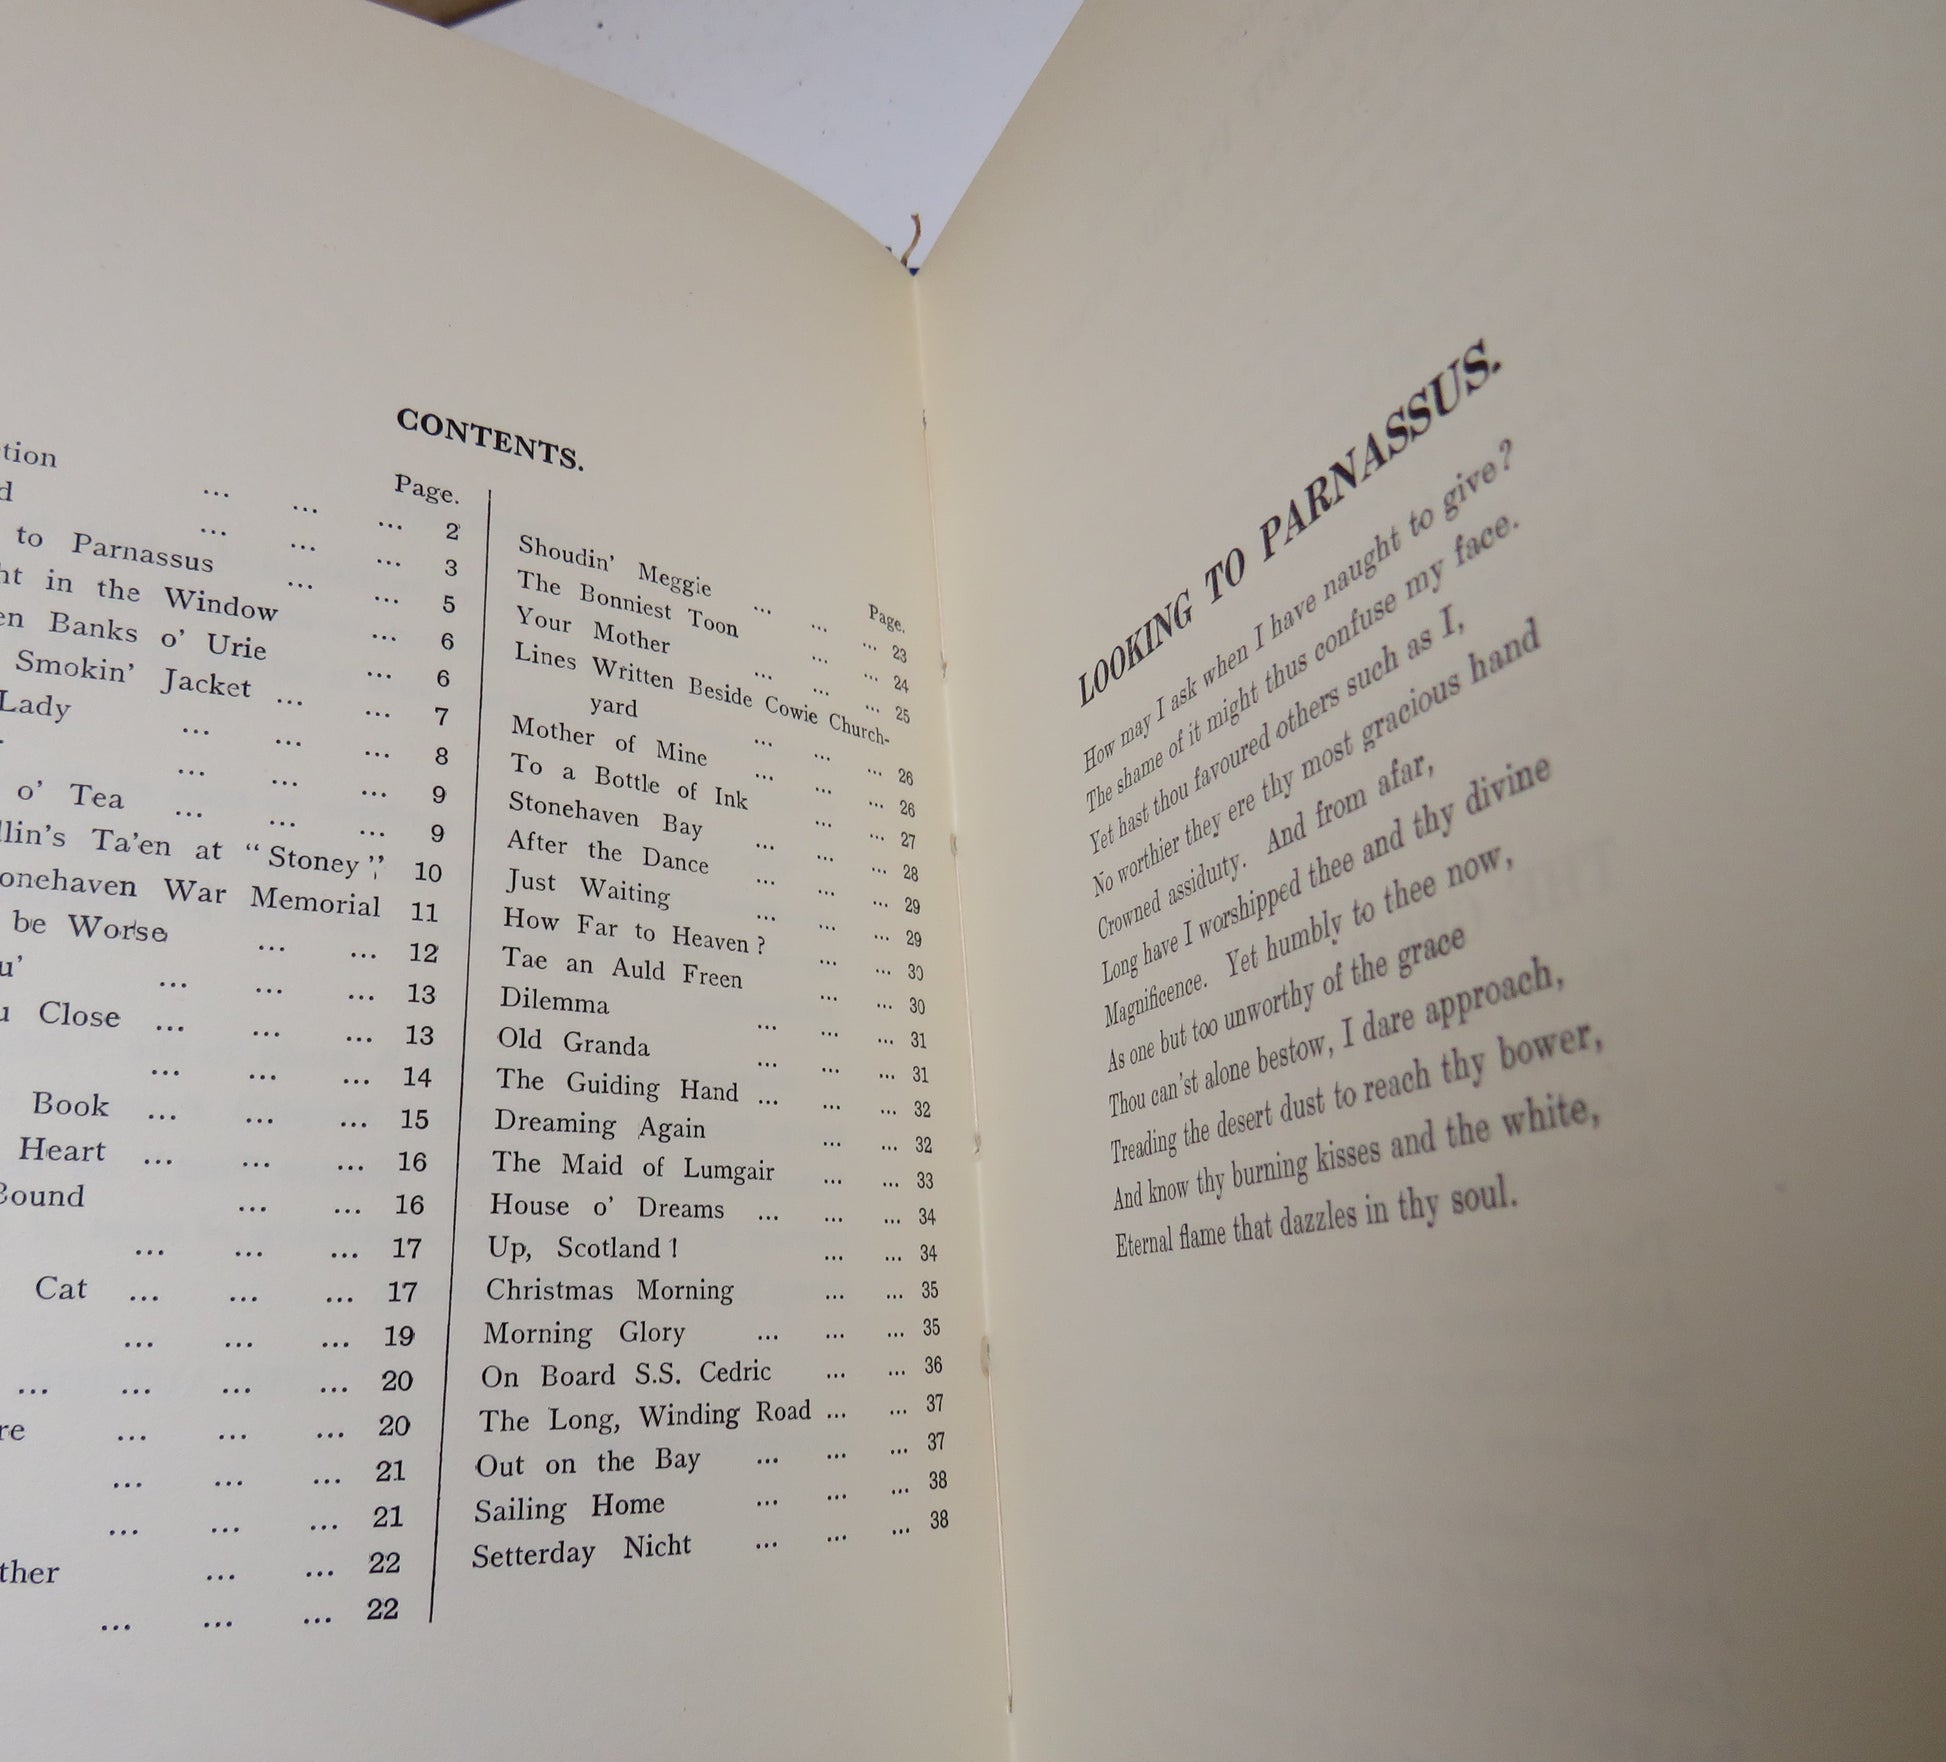 CONTENTS.
Page.
tion ... ... ... 2
d ... ... ... 3
to Parnassus ... ... 5
ht in the Window ... 6
en Banks o' Urie ... 6
Smokin' Jacket ... ... 7
Lady ... ... ... 8
... ... ... 9
o' Tea ... ... ... 9
llin's Ta'en at "Stoney", 10
onehaven War Memorial 11
be Worse ... ... 12
u' ... ... ... 13
u Close ... ... ... 13
... ... ... 14
Book ... ... ... 15
Heart ... ... ... 16
Bound ... ... 16
... ... ... 17
Cat ... ... ... 17
... ... ... 19
... ... ... ... 20
re ... ... ... 20
... ... ... 21
... ... ... 21
ther ... ... 22
... ... ... 22
Page.
Shoudin' Meggie ... ... ... 23
The Bonniest Toon ... ... 24
Your Mother ... ... ... 25
Lines Written Beside Cowie Church-
yard ... ... ... 26
Mother of Mine ... ... ... 26
To a Bottle of Ink ... ... 27
Stonehaven Bay ... ... ... 28
After the Dance ... ... ... 29
Just Waiting ... ... ... 29
How Far to Heaven ? ... ... 30
Tae an Auld Freen ... ... 30
Dilemma ... ... ... 31
Old Granda ... ... ... 31
The Guiding Hand ... ... ... 32
Dreaming Again ... ... 32
The Maid of Lumgair ... ... 33
House o' Dreams ... ... ... 34
Up, Scotland ! ... ... 34
Christmas Morning ... ... 35
Morning Glory ... ... ... 35
On Board S.S. Cedric ... ... 36
The Long, Winding Road ... ... 37
Out on the Bay ... ... ... 37
Sailing Home ... ... ... 38
Setterday Nicht ... ... ... 38
LOOKING TO PARNASSUS.
How may I ask when I have naught to give?
The shame of it might thus confuse my face.
Yet hast thou favoured others such as I,
No worthier they ere thy most gracious hand
Crowned assiduity. And from afar,
Long have I worshipped thee and thy divine
Magnificence. Yet humbly to thee now,
As one but too unworthy of the grace
Thou can'st alone bestow, I dare approach,
Treading the desert dust to reach thy bower,
And know thy burning kisses and the white,
Eternal flame that dazzles in thy soul.